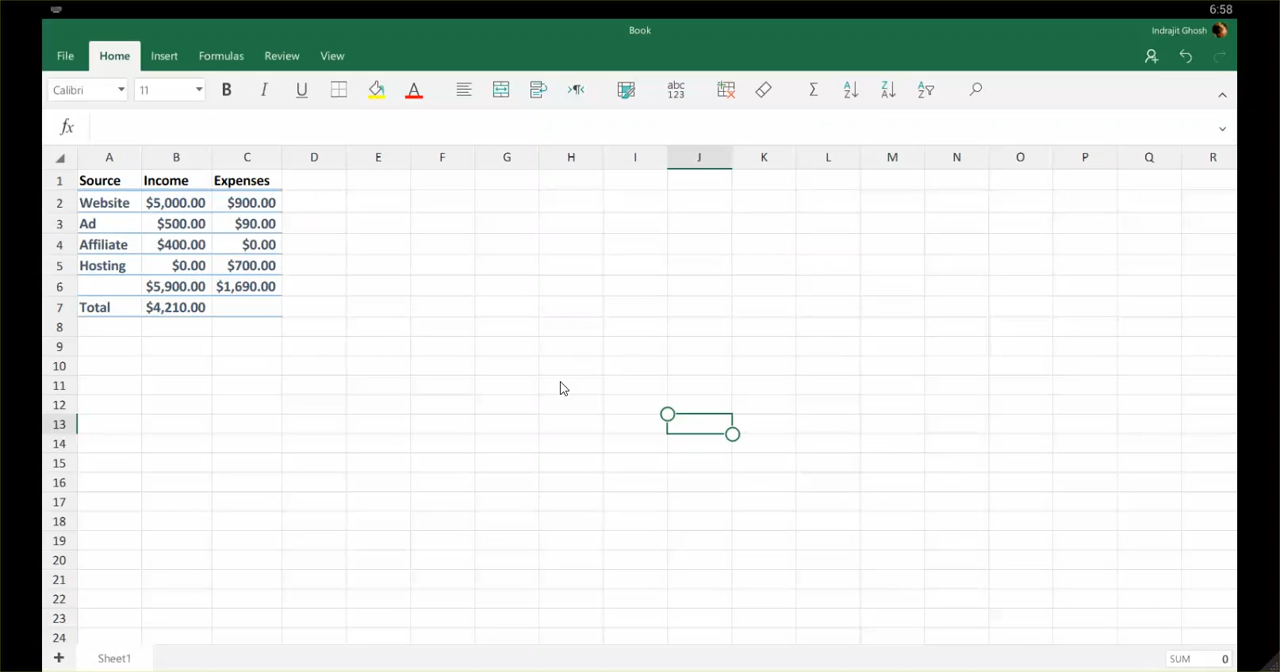 6:58
Book
Indrajit Ghosh
File Home Insert Formulas Review View
Calibri 11 B I U A abc 123 Σ A Z Z A A Z
fx
A B C D E F G H I J K L M N O P Q R
1 Source Income Expenses
2 Website $5,000.00 $900.00
3 Ad $500.00 $90.00
4 Affiliate $400.00 $0.00
5 Hosting $0.00 $700.00
6 $5,900.00 $1,690.00
7 Total $4,210.00
8
9
10
11
12
13
14
15
16
17
18
19
20
21
22
23
24
+ Sheet1 SUM 0